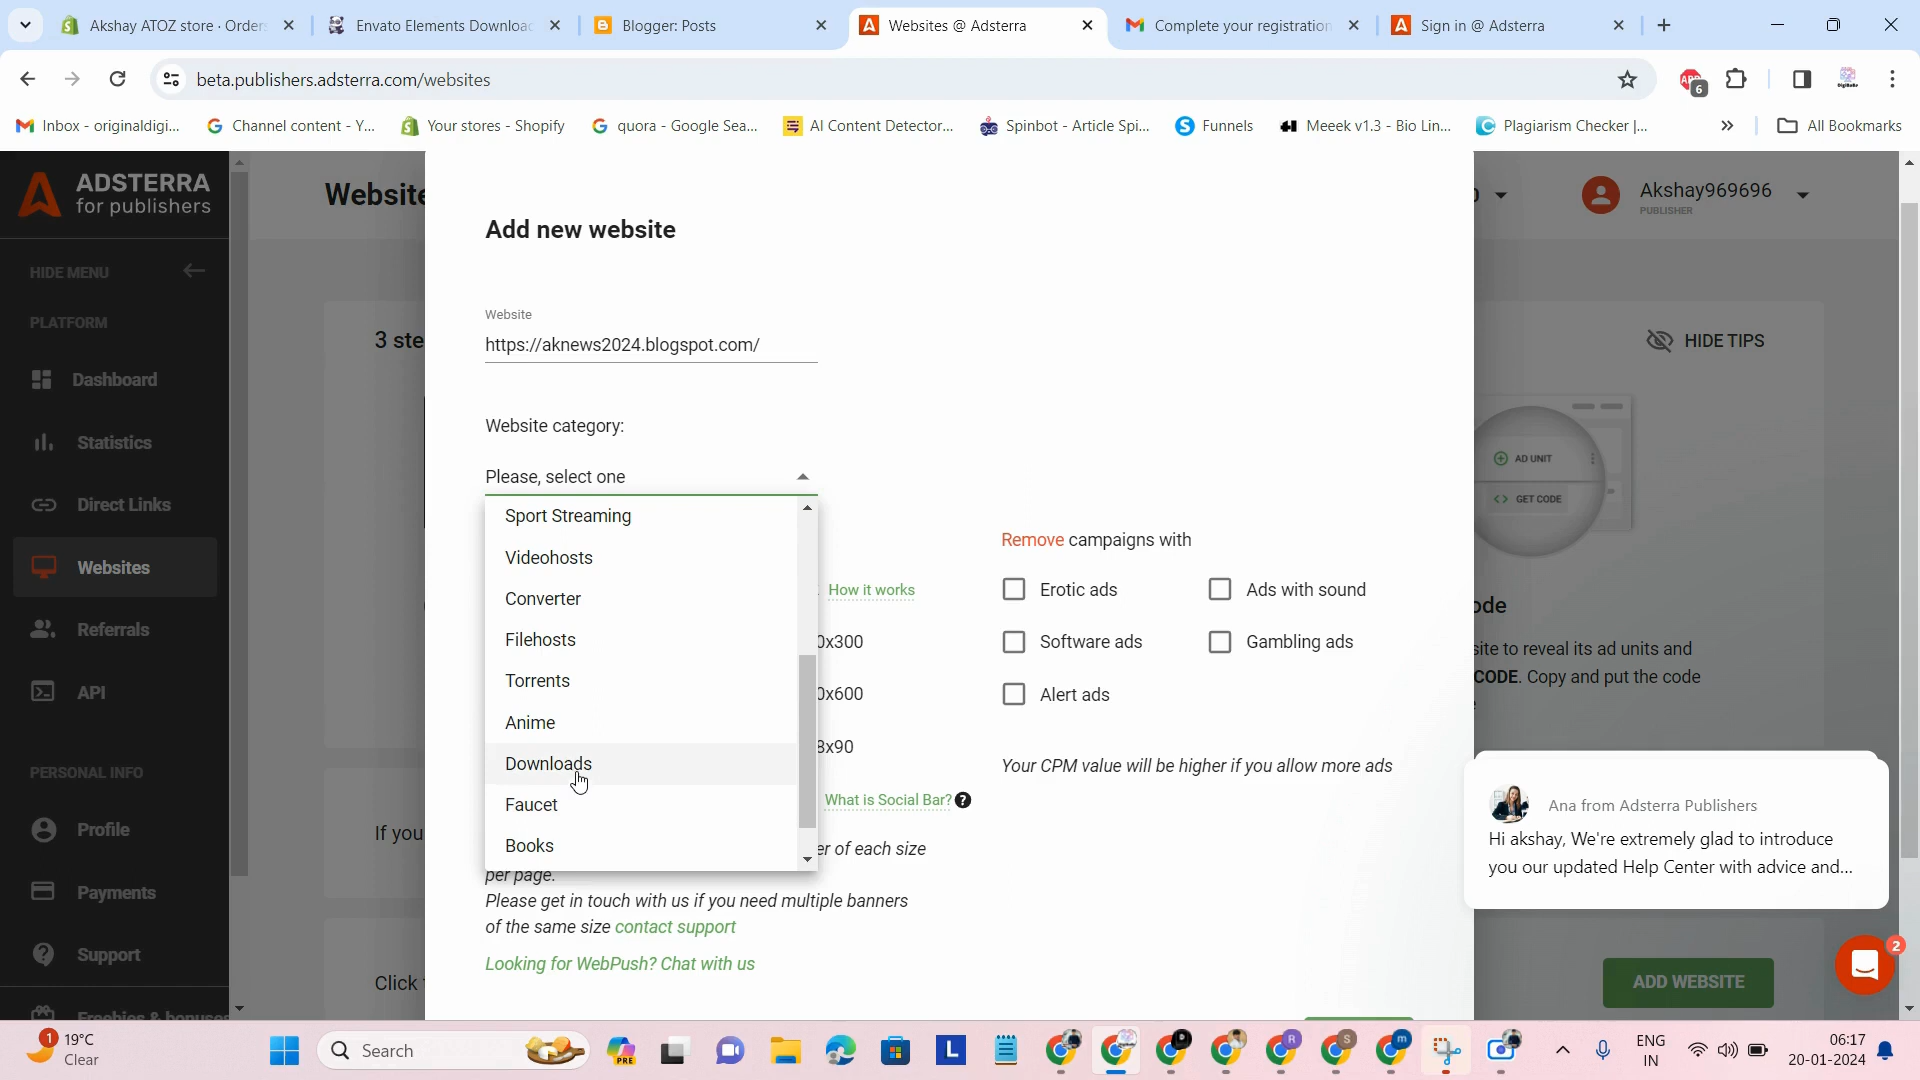 Akshay ATOZ store · Orders
Envato Elements Download
Blogger: Posts
Websites @ Adsterra
Complete your registration
Sign in @ Adsterra
beta.publishers.adsterra.com/websites
6
Inbox - originaldigi...
Channel content - Y...
Your stores - Shopify
quora - Google Sea...
AI Content Detector...
Spinbot - Article Spi...
Funnels
Meeek v1.3 - Bio Lin...
Plagiarism Checker |...
All Bookmarks
ADSTERRA
for publishers
HIDE MENU
PLATFORM
Dashboard
Statistics
Direct Links
Websites
Referrals
API
PERSONAL INFO
Profile
Payments
Support
Freebies & bonuses
Website
Akshay969696
PUBLISHER
3 ste
HIDE TIPS
AD UNIT
GET CODE
ode
site to reveal its ad units and
CODE. Copy and put the code
If you
Click
ADD WEBSITE
Add new website
Website
https://aknews2024.blogspot.com/
Website category:
Please, select one
Sport Streaming
Videohosts
Converter
Filehosts
Torrents
Anime
Downloads
Faucet
Books
How it works
0x300
0x600
8x90
What is Social Bar? ?
er of each size
per page.
Please get in touch with us if you need multiple banners
of the same size contact support
Looking for WebPush? Chat with us
Remove campaigns with
Erotic ads
Ads with sound
Software ads
Gambling ads
Alert ads
Your CPM value will be higher if you allow more ads
Ana from Adsterra Publishers
Hi akshay, We're extremely glad to introduce
you our updated Help Center with advice and...
2
1
19°C
Clear
Search
PRE
L
ENG
IN
06:17
20-01-2024